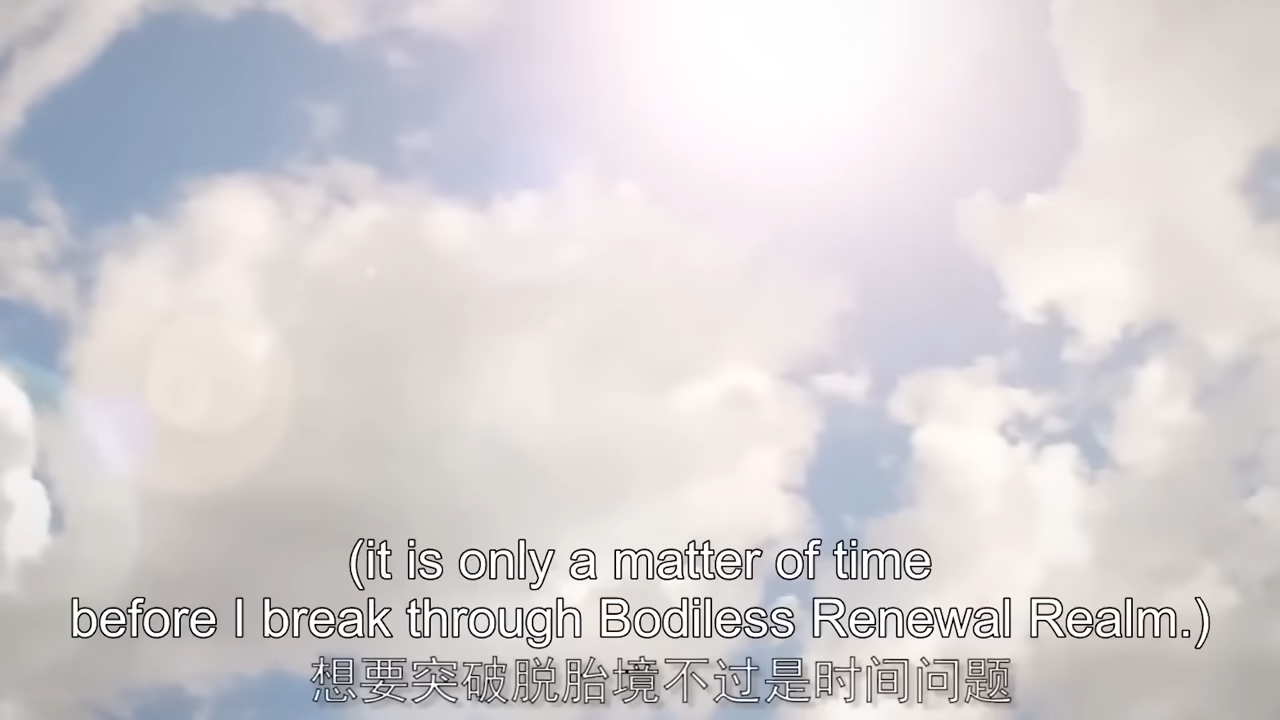 (it is only a matter of time
before I break through Bodiless Renewal Realm.)
想要突破脱胎境不过是时间问题